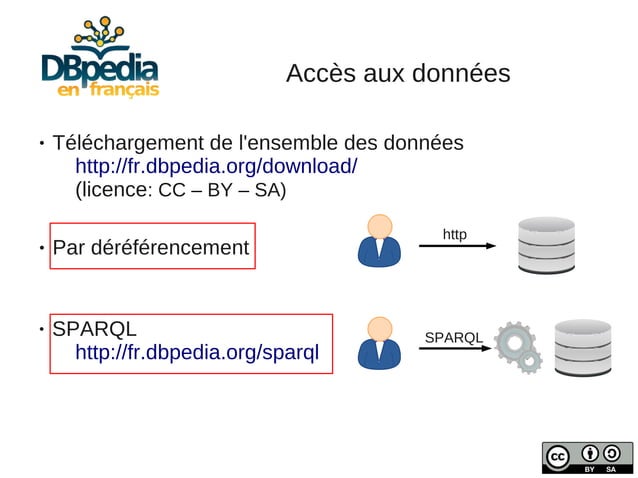 DBpedia
en français
Accès aux données
• Téléchargement de l'ensemble des données
http://fr.dbpedia.org/download/
(licence: CC – BY – SA)
• Par déréférencement
http
• SPARQL
http://fr.dbpedia.org/sparql
SPARQL
cc
BY SA